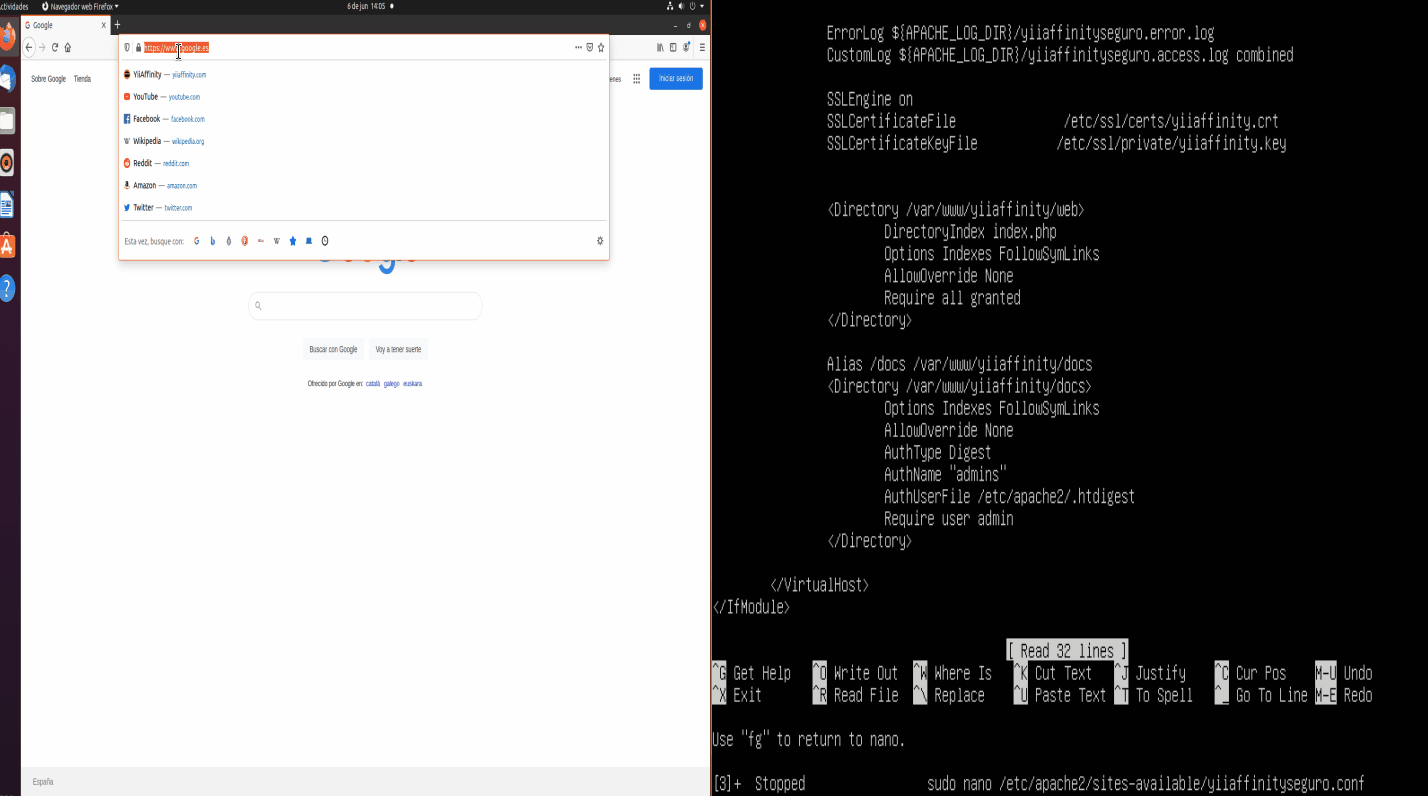 ctividades
Navegador web Firefox
6 de jun 14:05
Google
https://www.google.es
Sobre Google Tienda
enes
Iniciar sesión
YiiAffinity — yiiaffinity.com
YouTube — youtube.com
Facebook — facebook.com
Wikipedia — wikipedia.org
Reddit — reddit.com
Amazon — amazon.com
Twitter — twitter.com
Esta vez, busque con:
Buscar con Google Voy a tener suerte
Ofrecido por Google en: català galego euskara
España
ErrorLog ${APACHE_LOG_DIR}/yiiaffinityseguro.error.log
CustomLog ${APACHE_LOG_DIR}/yiiaffinityseguro.access.log combined
SSLEngine on
SSLCertificateFile /etc/ssl/certs/yiiaffinity.crt
SSLCertificateKeyFile /etc/ssl/private/yiiaffinity.key
<Directory /var/www/yiiaffinity/web>
DirectoryIndex index.php
Options Indexes FollowSymLinks
AllowOverride None
Require all granted
</Directory>
Alias /docs /var/www/yiiaffinity/docs
<Directory /var/www/yiiaffinity/docs>
Options Indexes FollowSymLinks
AllowOverride None
AuthType Digest
AuthName "admins"
AuthUserFile /etc/apache2/.htdigest
Require user admin
</Directory>
</VirtualHost>
</IfModule>
[ Read 32 lines ]
^G Get Help ^O Write Out ^W Where Is ^K Cut Text ^J Justify ^C Cur Pos M-U Undo
^X Exit ^R Read File ^\ Replace ^U Paste Text ^T To Spell ^_ Go To Line M-E Redo
Use "fg" to return to nano.
[3]+ Stopped sudo nano /etc/apache2/sites-available/yiiaffinityseguro.conf